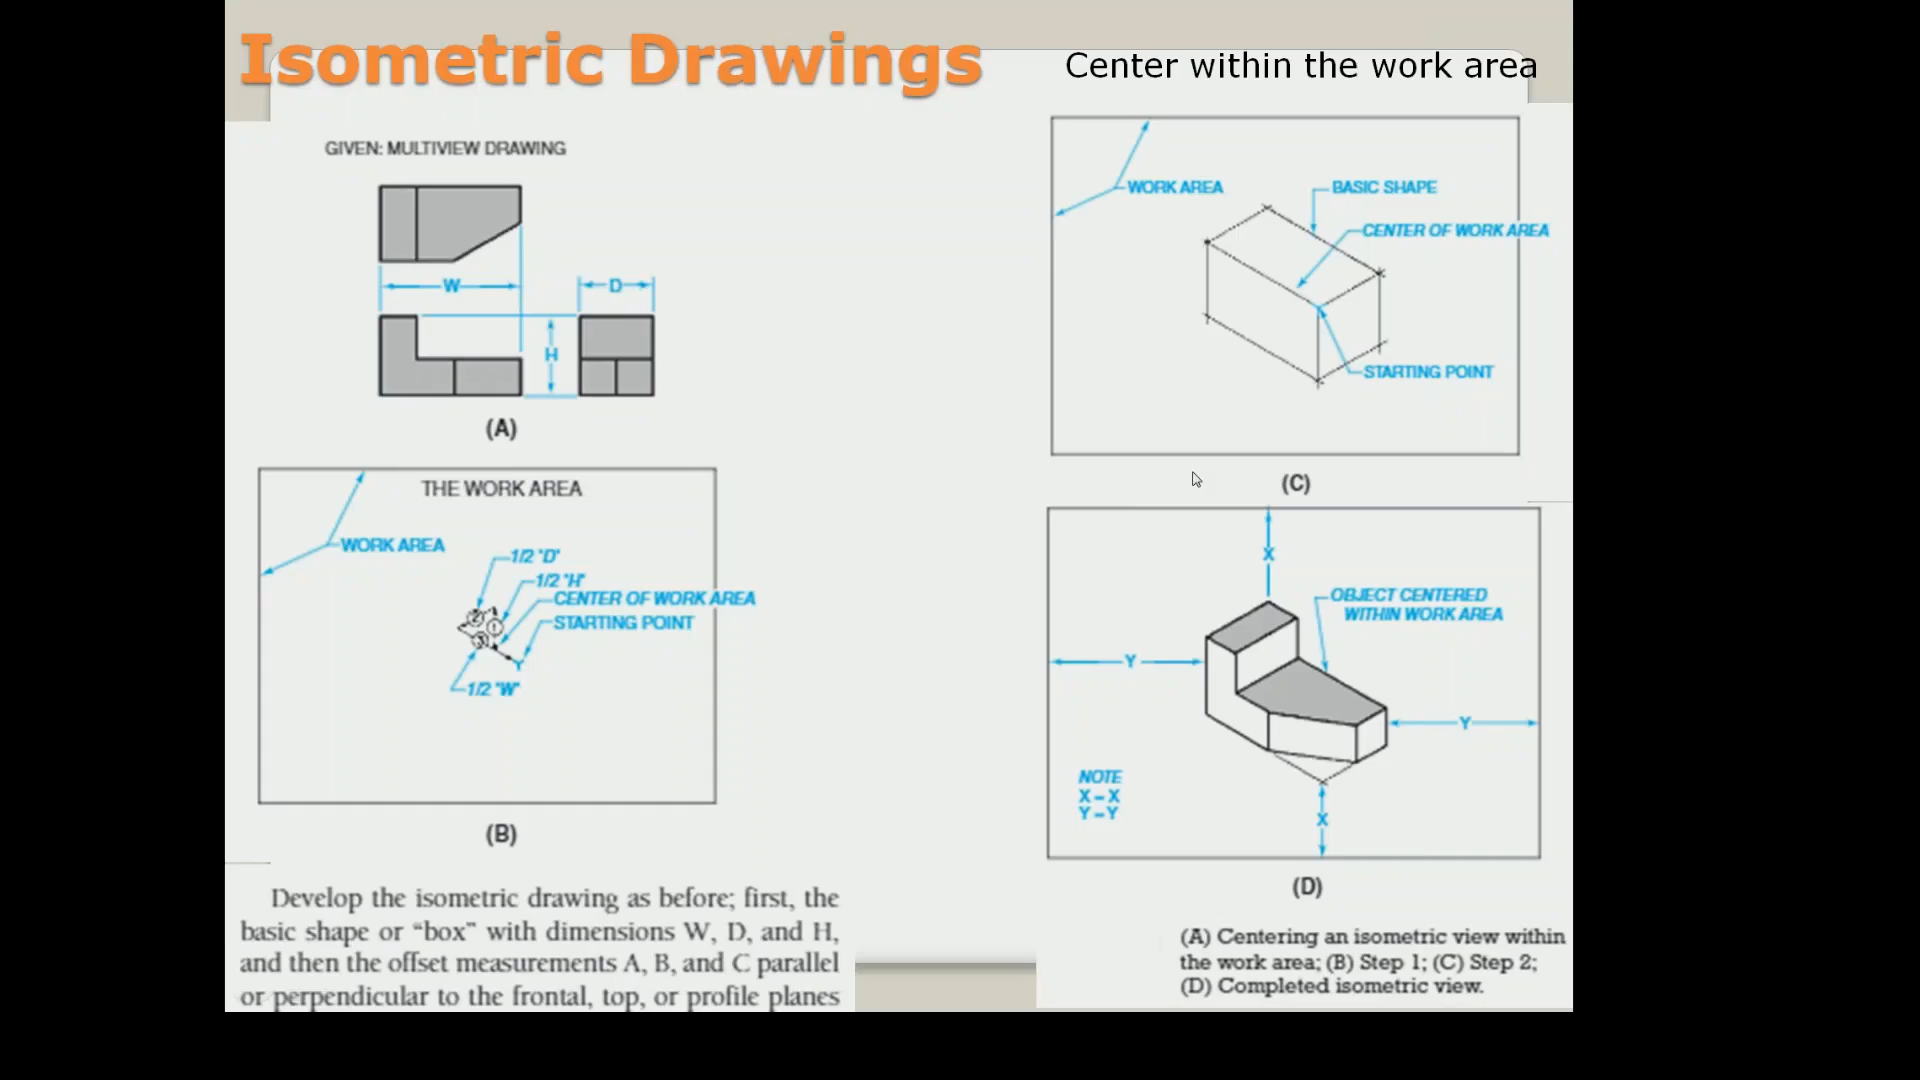 Isometric Drawings
Center within the work area
GIVEN: MULTIVIEW DRAWING
W
D
H
(A)
THE WORK AREA
WORK AREA
1/2 "D"
1/2 "H"
CENTER OF WORK AREA
STARTING POINT
2
1
3
1/2 "W"
(B)
Develop the isometric drawing as before; first, the
basic shape or “box” with dimensions W, D, and H,
and then the offset measurements A, B, and C parallel
or perpendicular to the frontal, top, or profile planes
WORK AREA
BASIC SHAPE
CENTER OF WORK AREA
STARTING POINT
(C)
X
OBJECT CENTERED
WITHIN WORK AREA
Y
Y
NOTE
X – X
Y – Y
X
(D)
(A) Centering an isometric view within
the work area; (B) Step 1; (C) Step 2;
(D) Completed isometric view.